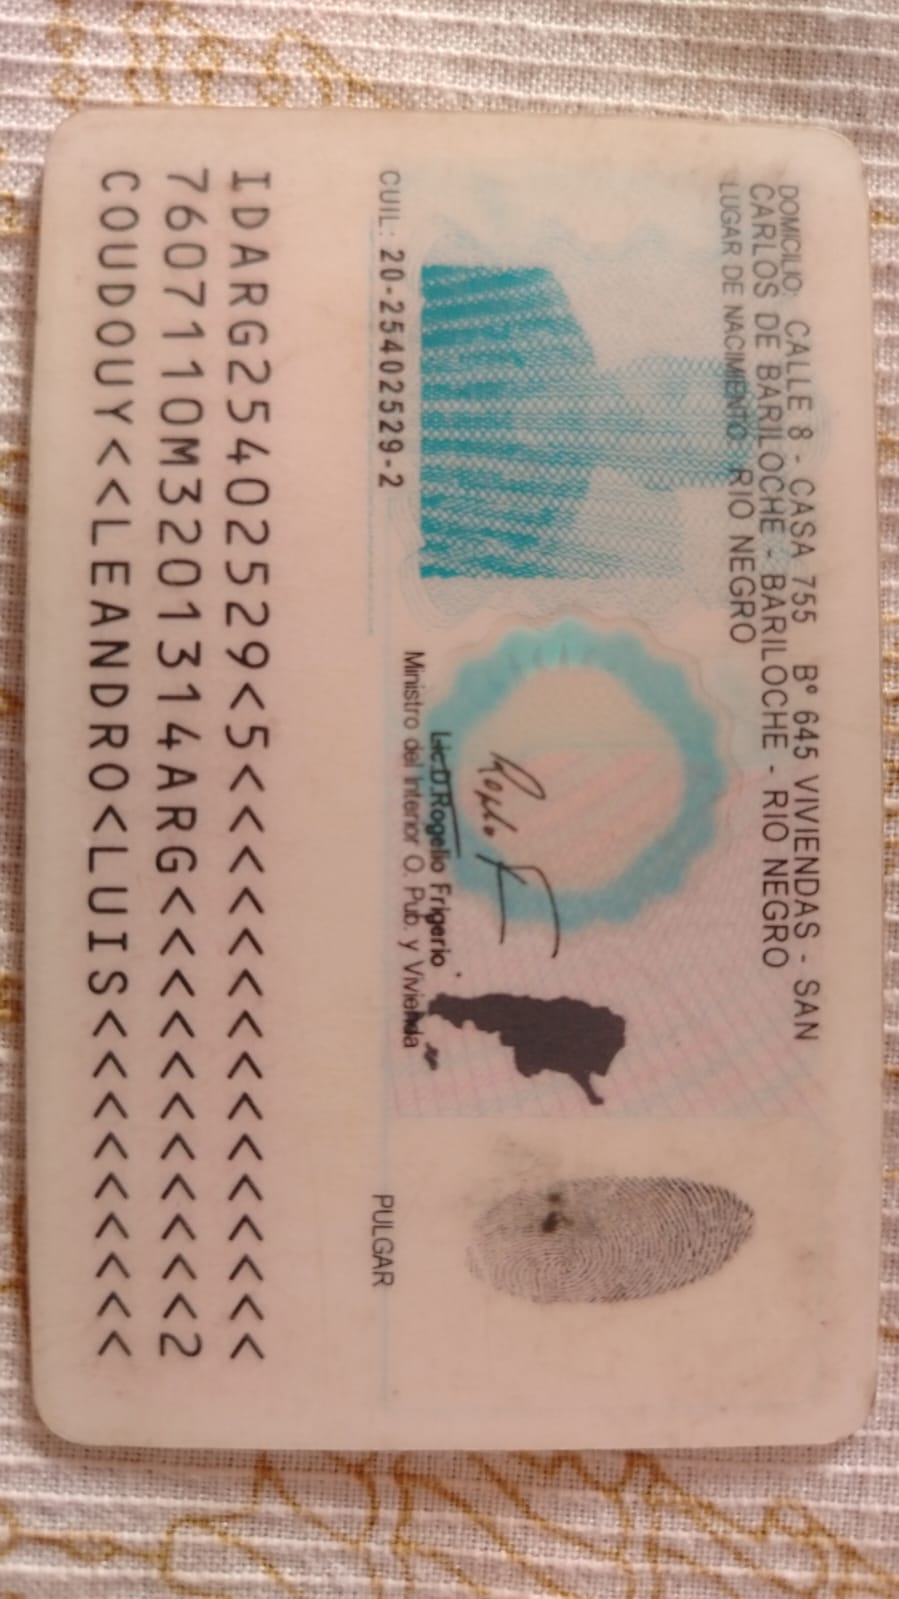 DOMICILIO: CALLE 8 - CASA 755 Bº 645 VIVIENDAS - SAN
CARLOS DE BARILOCHE - BARILOCHE - RIO NEGRO
LUGAR DE NACIMIENTO: RIO NEGRO
Lic.D.Rogelio Frigerio
Ministro del Interior O. Pub. y Vivienda
CUIL: 20-25402529-2
PULGAR
IDARG25402529<5<<<<<<<<<<<<<<<
7607110M3201314ARG<<<<<<<<<<<2
COUDOUY<<LEANDRO<LUIS<<<<<<<<<